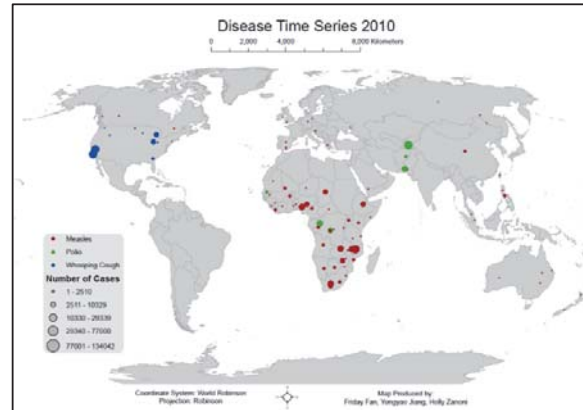 Disease Time Series 2010
0 2,000 4,000 8,000 Kilometers
Measles
Polio
Whooping Cough
Number of Cases
1 - 2510
2511 - 10329
10330 - 29339
29340 - 77000
77001 - 134042
Coordinate System: World Robinson
Projection: Robinson
Map Produced by:
Friday Fan, Yongyao Jiang, Holly Zanoni